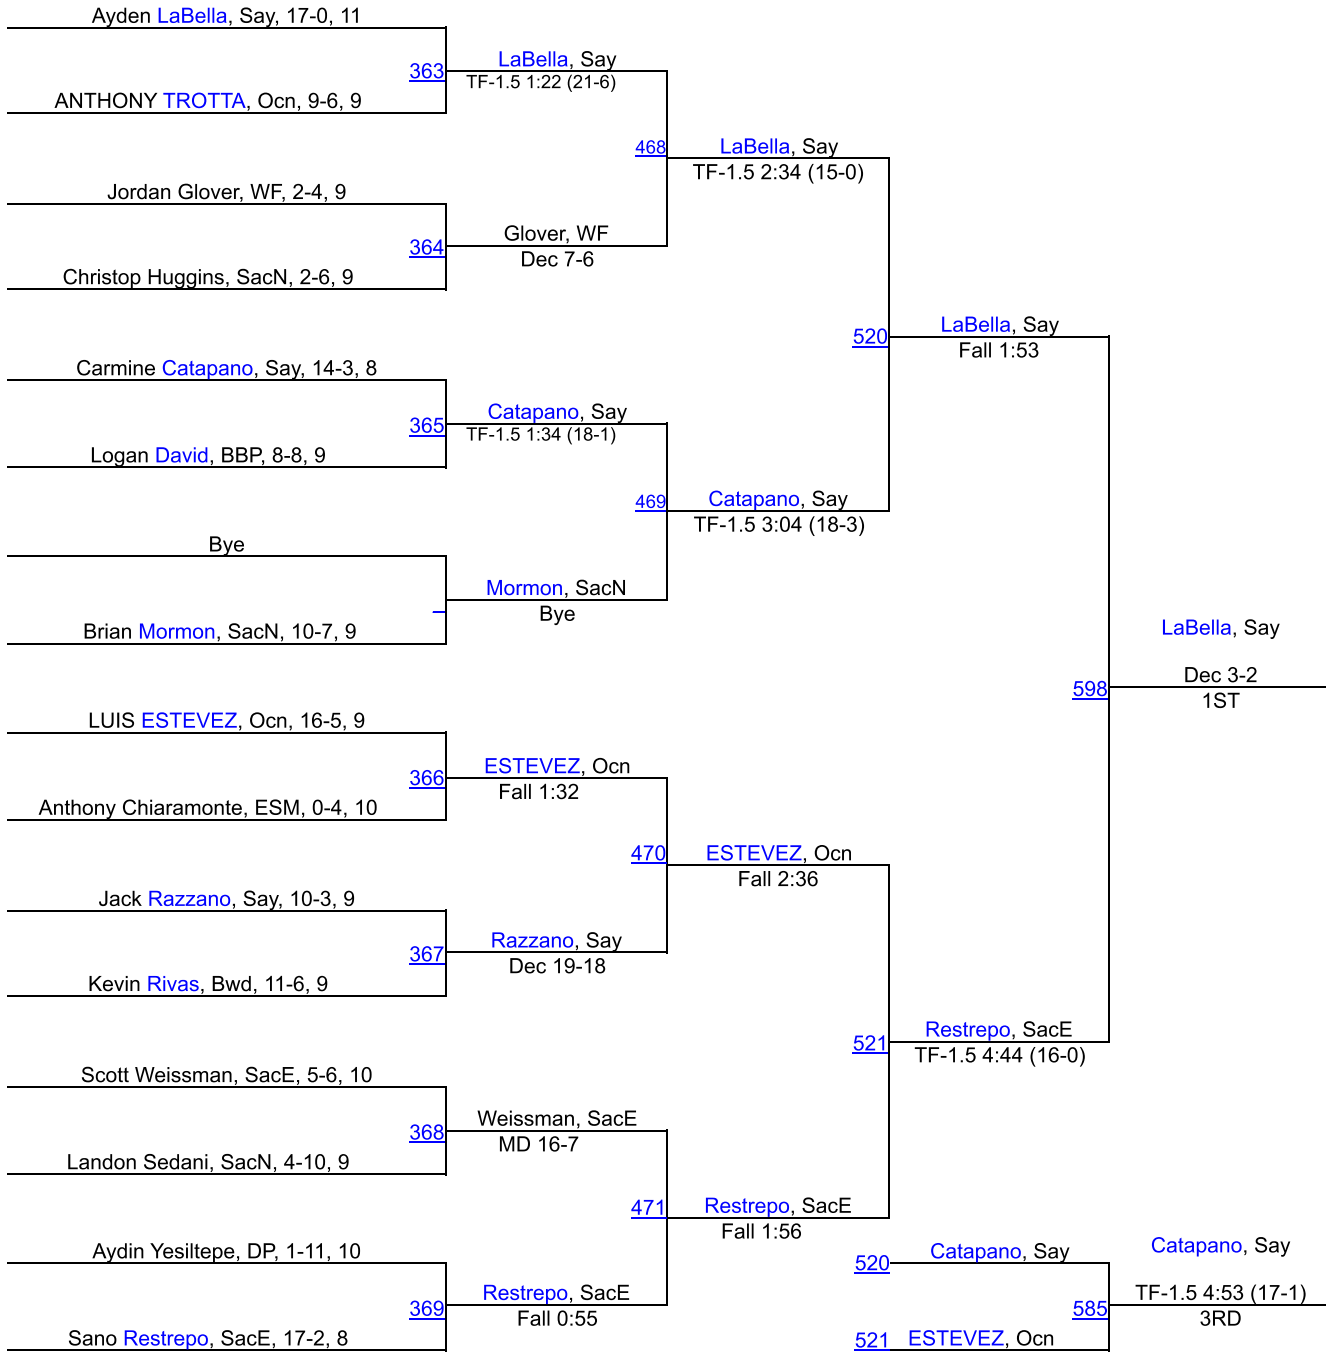 Ayden LaBella, Say, 17-0, 11
363
LaBella, Say
TF-1.5 1:22 (21-6)
ANTHONY TROTTA, Ocn, 9-6, 9
468
LaBella, Say
TF-1.5 2:34 (15-0)
Jordan Glover, WF, 2-4, 9
364
Glover, WF
Dec 7-6
Christop Huggins, SacN, 2-6, 9
520
LaBella, Say
Fall 1:53
Carmine Catapano, Say, 14-3, 8
365
Catapano, Say
TF-1.5 1:34 (18-1)
Logan David, BBP, 8-8, 9
469
Catapano, Say
TF-1.5 3:04 (18-3)
Bye
Mormon, SacN
Bye
Brian Mormon, SacN, 10-7, 9
LaBella, Say
598
Dec 3-2
1ST
LUIS ESTEVEZ, Ocn, 16-5, 9
366
ESTEVEZ, Ocn
Fall 1:32
Anthony Chiaramonte, ESM, 0-4, 10
470
ESTEVEZ, Ocn
Fall 2:36
Jack Razzano, Say, 10-3, 9
367
Razzano, Say
Dec 19-18
Kevin Rivas, Bwd, 11-6, 9
521
Restrepo, SacE
TF-1.5 4:44 (16-0)
Scott Weissman, SacE, 5-6, 10
368
Weissman, SacE
MD 16-7
Landon Sedani, SacN, 4-10, 9
471
Restrepo, SacE
Fall 1:56
Aydin Yesiltepe, DP, 1-11, 10
369
Restrepo, SacE
Fall 0:55
Sano Restrepo, SacE, 17-2, 8
520
Catapano, Say
Catapano, Say
585
TF-1.5 4:53 (17-1)
3RD
521
ESTEVEZ, Ocn